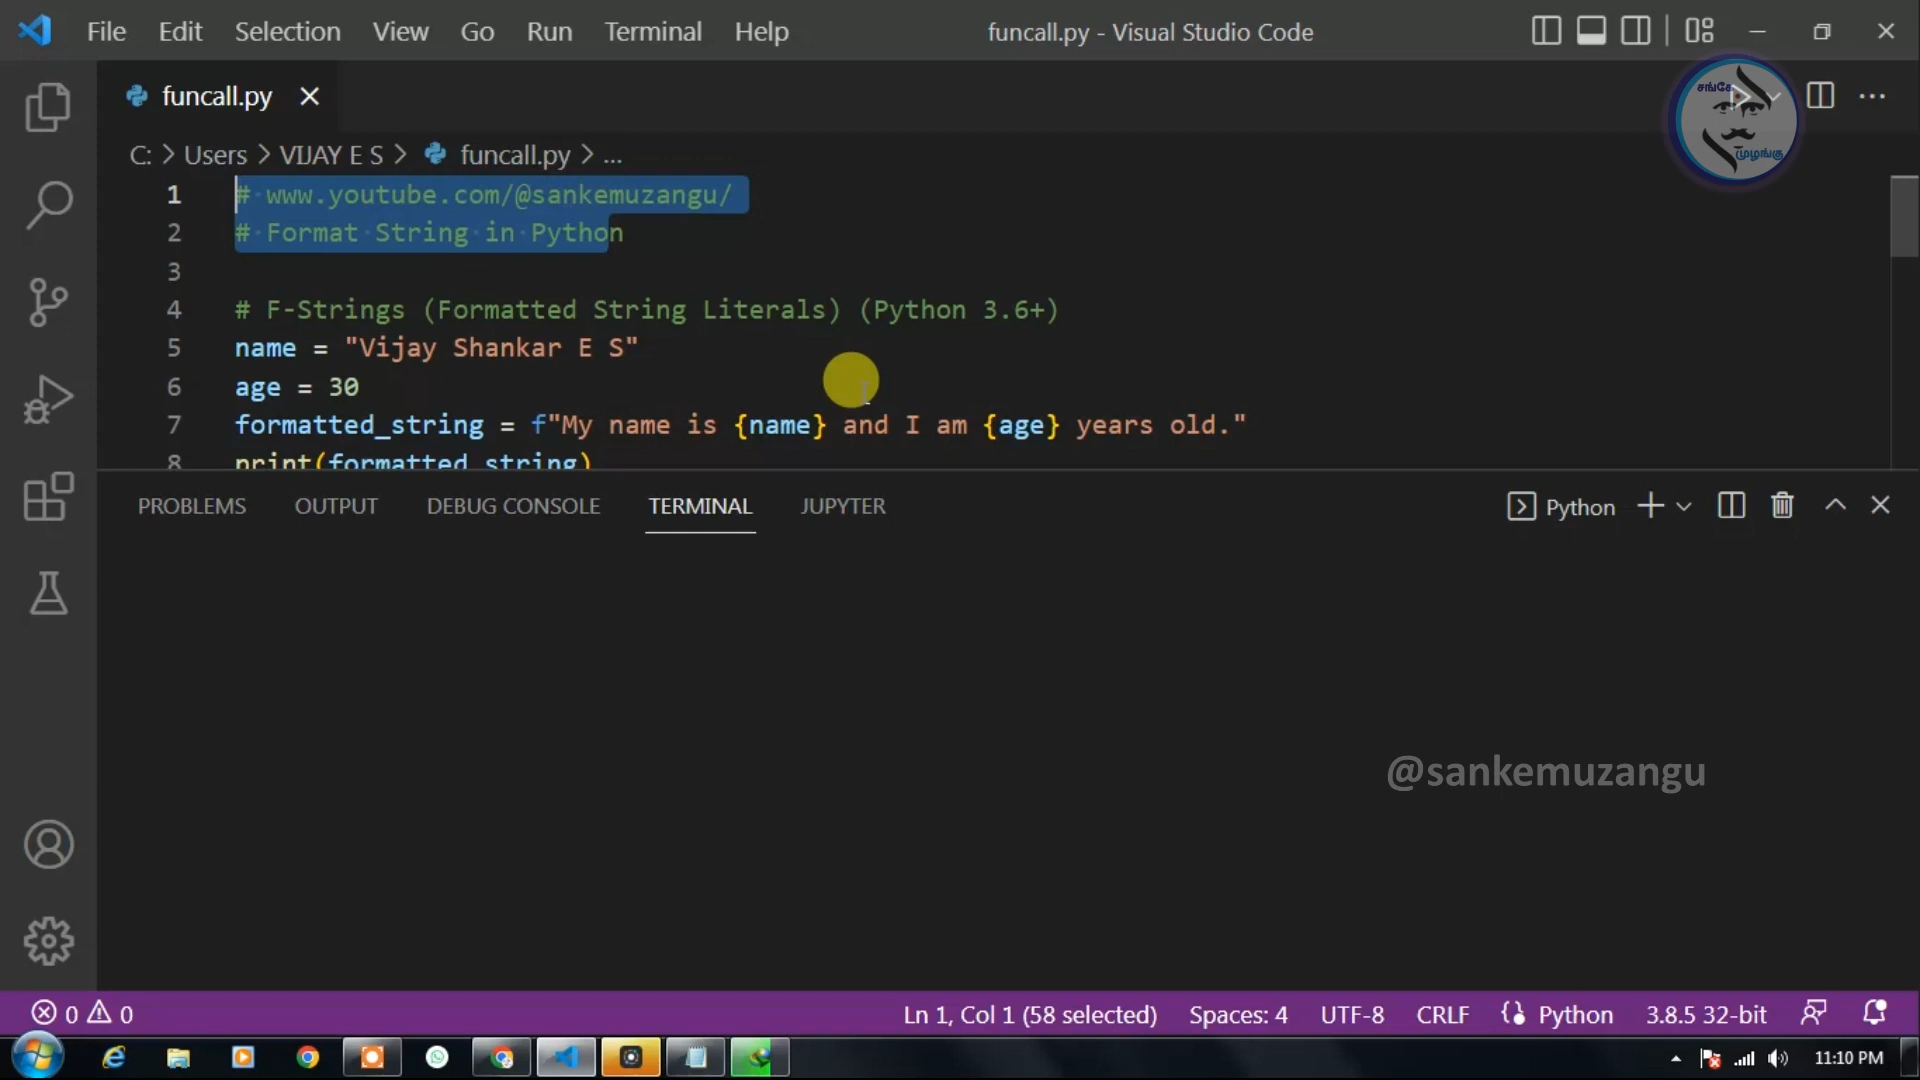 File Edit Selection View Go Run Terminal Help funcall.py - Visual Studio Code
funcall.py
சங்கே
முழங்கு
C: > Users > VIJAY E S > funcall.py > ...
1 # www.youtube.com/@sankemuzangu/
2 # Format String in Python
3
4 # F-Strings (Formatted String Literals) (Python 3.6+)
5 name = "Vijay Shankar E S"
6 age = 30
7 formatted_string = f"My name is {name} and I am {age} years old."
8 print(formatted_string)
PROBLEMS OUTPUT DEBUG CONSOLE TERMINAL JUPYTER Python
@sankemuzangu
0 0 Ln 1, Col 1 (58 selected) Spaces: 4 UTF-8 CRLF Python 3.8.5 32-bit
11:10 PM